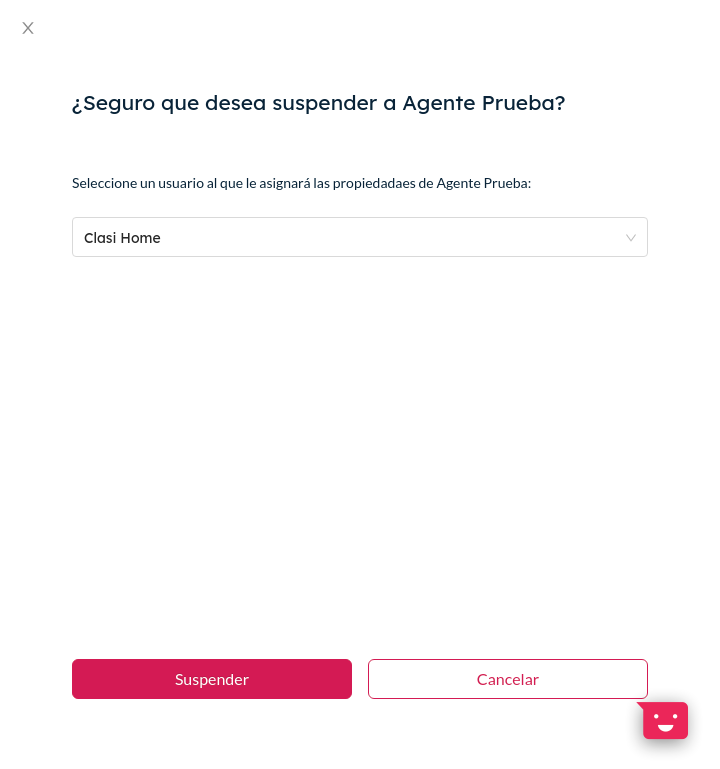 ¿Seguro que desea suspender a Agente Prueba?
Seleccione un usuario al que le asignará las propiedadaes de Agente Prueba:
Clasi Home
Suspender
Cancelar